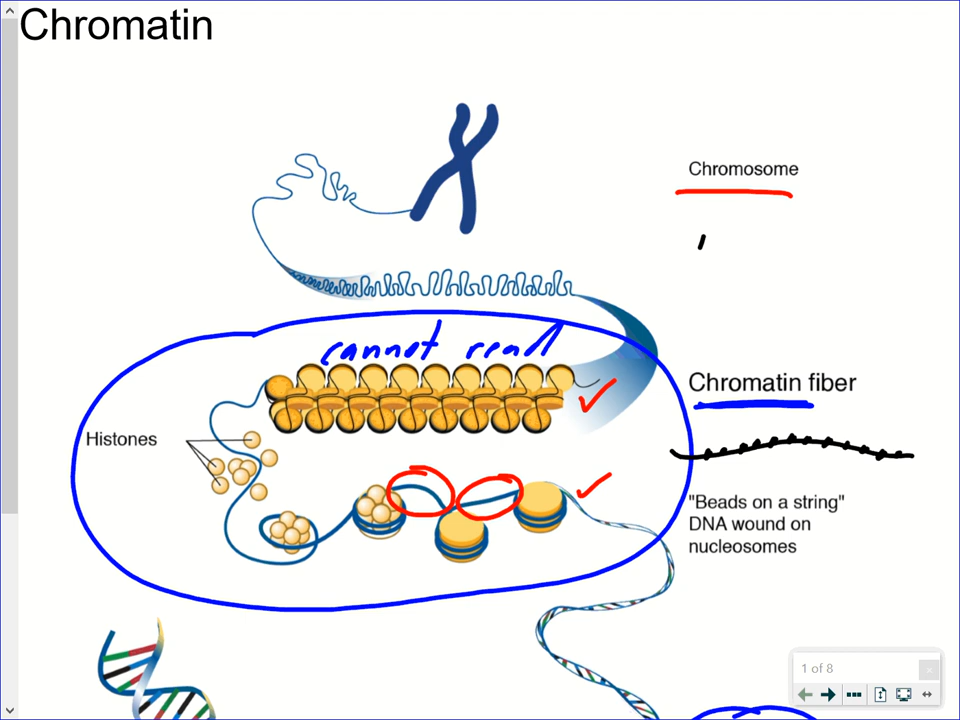 Chromatin
Chromosome
cannot read
Chromatin fiber
Histones
"Beads on a string"
DNA wound on
nucleosomes
1 of 8